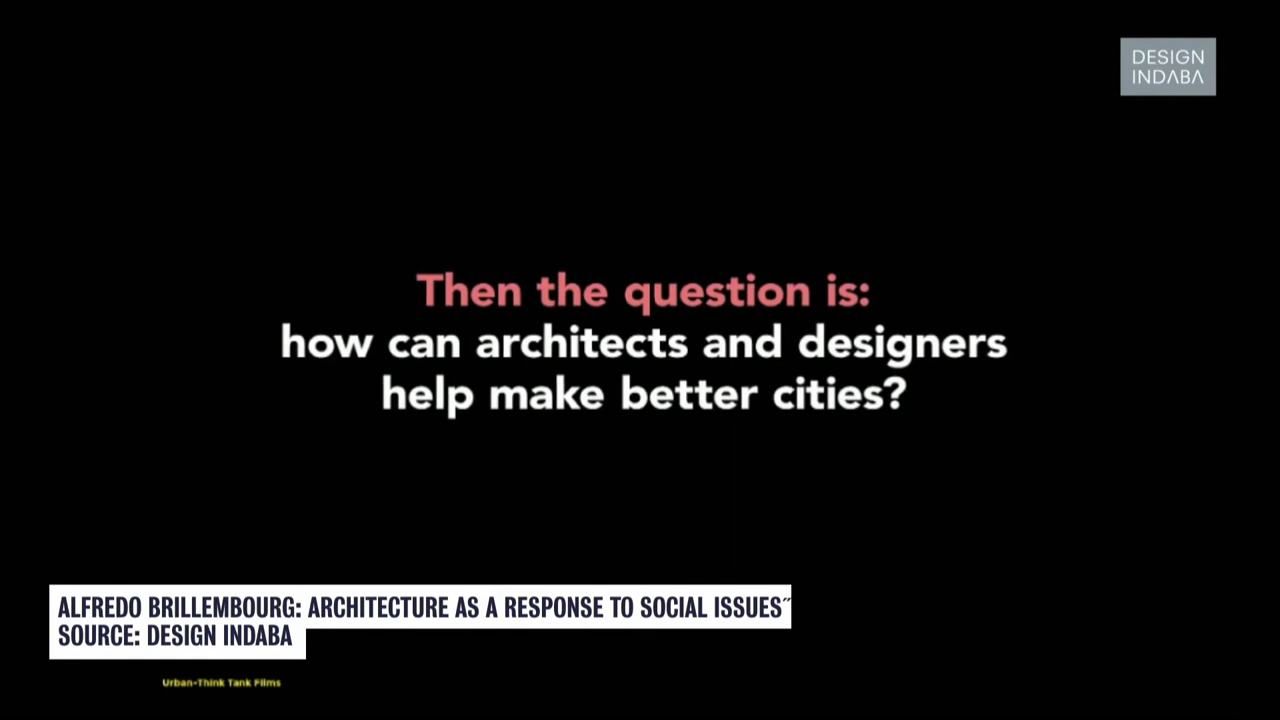 DESIGN
INDABA
Then the question is:
how can architects and designers
help make better cities?
ALFREDO BRILLEMBOURG: ARCHITECTURE AS A RESPONSE TO SOCIAL ISSUES˝
SOURCE: DESIGN INDABA
Urban-Think Tank Films